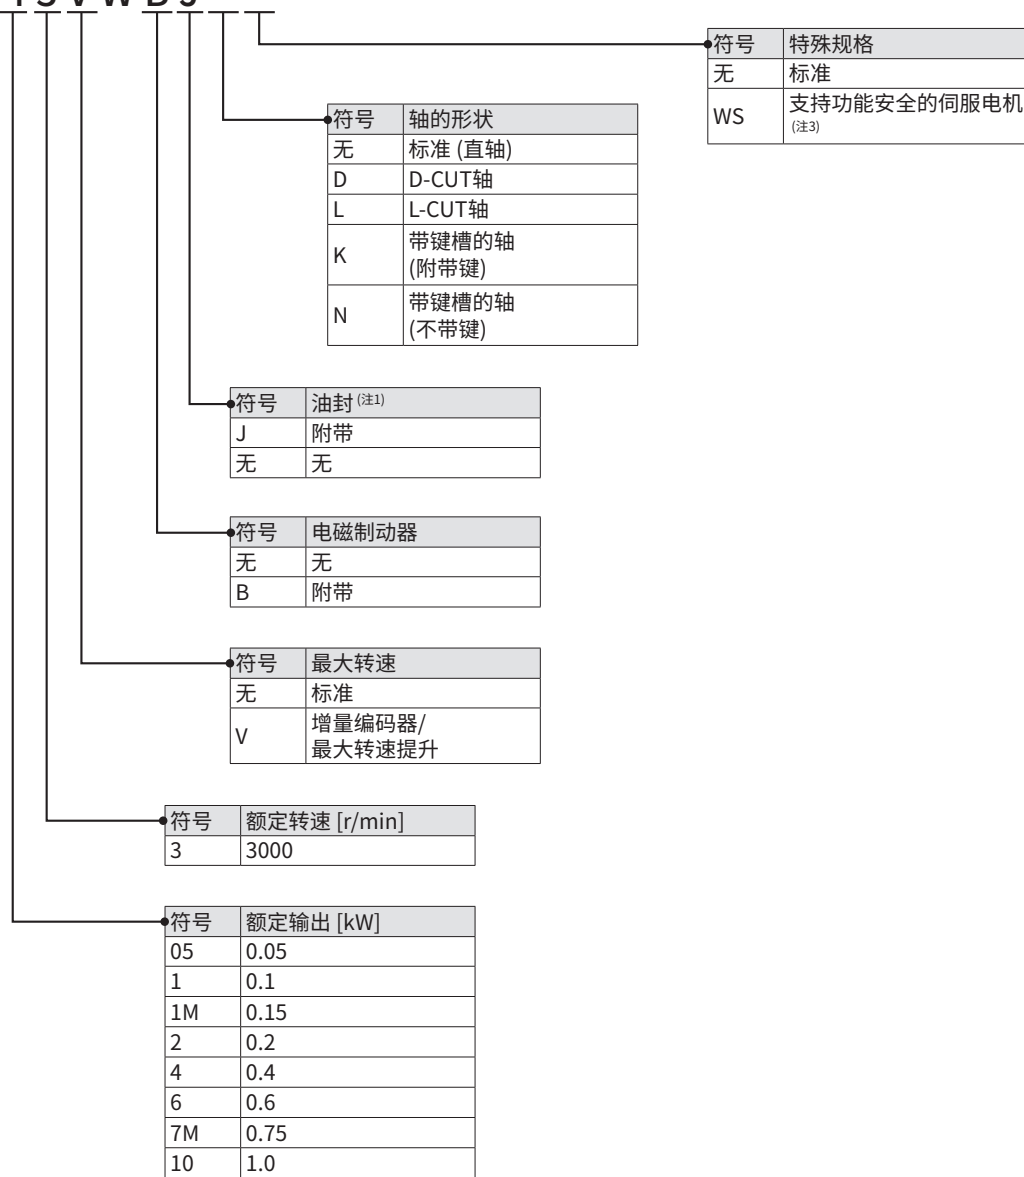 符号 特殊规格
无 标准
WS 支持功能安全的伺服电机
(注3)
符号 轴的形状
无 标准 (直轴)
D D-CUT轴
L L-CUT轴
K 带键槽的轴
(附带键)
N 带键槽的轴
(不带键)
符号 油封 (注1)
J 附带
无 无
符号 电磁制动器
无 无
B 附带
符号 最大转速
无 标准
V 增量编码器/
最大转速提升
符号 额定转速 [r/min]
3 3000
符号 额定输出 [kW]
05 0.05
1 0.1
1M 0.15
2 0.2
4 0.4
6 0.6
7M 0.75
10 1.0